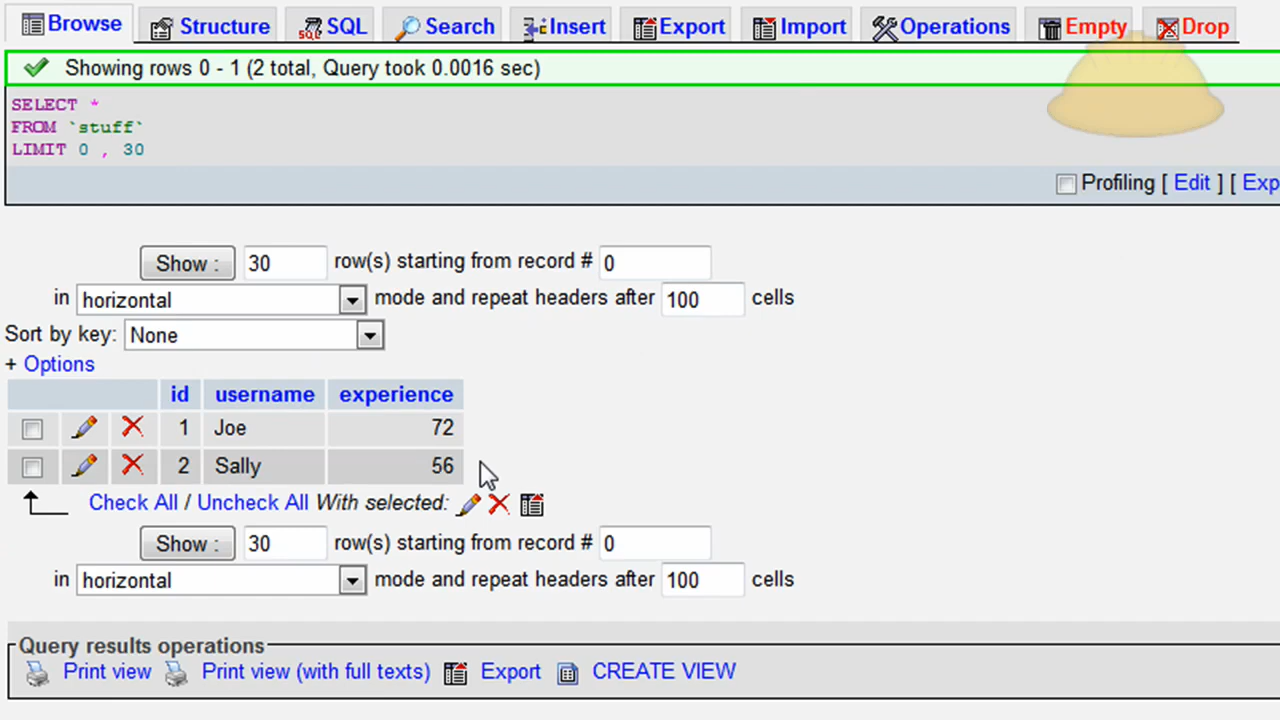 Browse Structure SQL Search Insert Export Import Operations Empty Drop
Showing rows 0 - 1 (2 total, Query took 0.0016 sec)
SELECT *
FROM `stuff`
LIMIT 0 , 30
Profiling [ Edit ] [ Exp
Show : 30 row(s) starting from record # 0
in horizontal mode and repeat headers after 100 cells
Sort by key: None
+ Options
id username experience
1 Joe 72
2 Sally 56
Check All / Uncheck All With selected:
Show : 30 row(s) starting from record # 0
in horizontal mode and repeat headers after 100 cells
Query results operations
Print view Print view (with full texts) Export CREATE VIEW